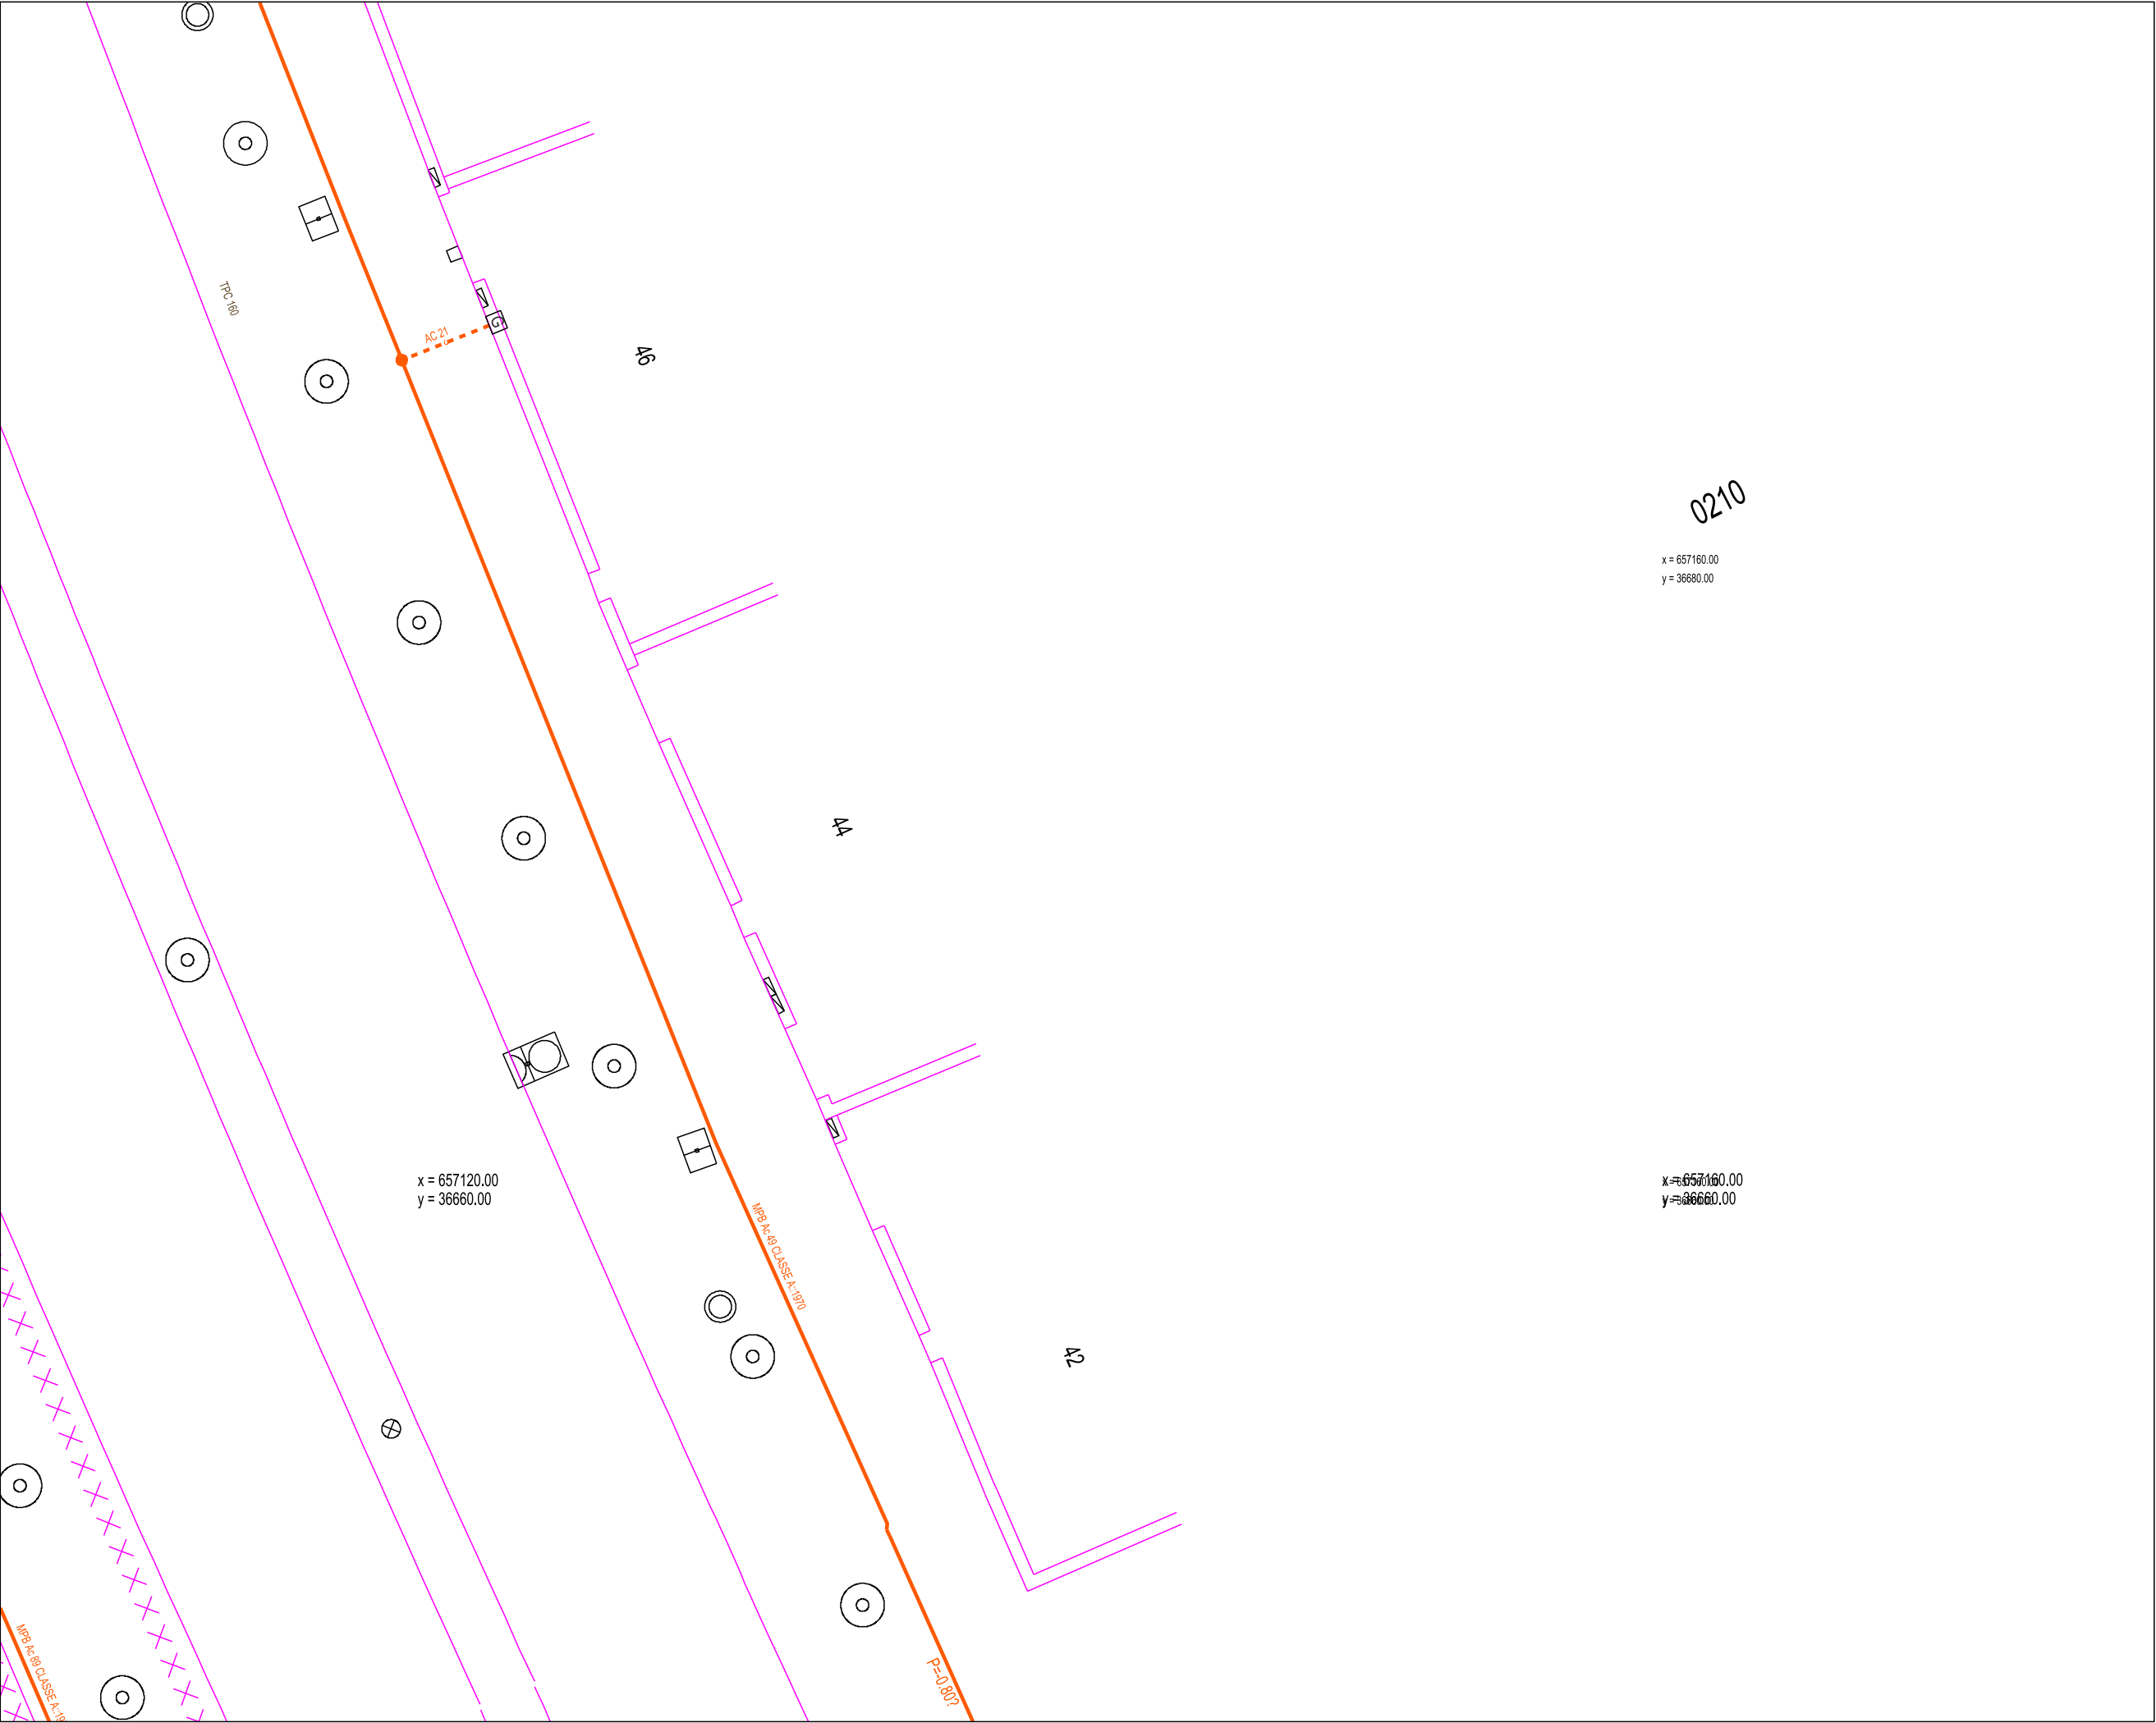 TPC 160
AC 21
G
46
0210
x = 657160.00
y = 36680.00
44
x = 657120.00
y = 36660.00
x = 657160.00
y = 36660.00
MPB Ac 49 CLASSE A::1970
42
MPB Ac 89 CLASSE A::19
P=-0.80?